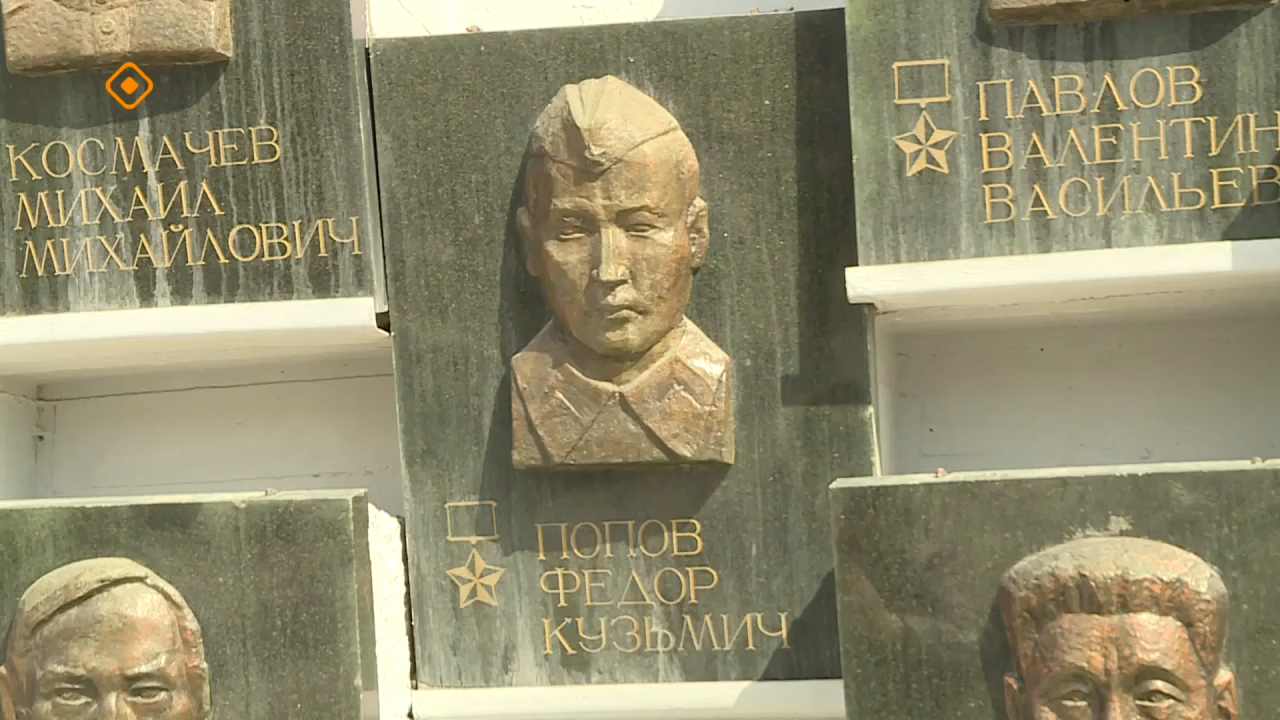 КОСМАЧЕВ
МИХАИЛ
МИХАЙЛОВИЧ
ПОПОВ
ФЕДОР
КУЗЬМИЧ
ПАВЛОВ
ВАЛЕНТИН
ВАСИЛЬЕВ